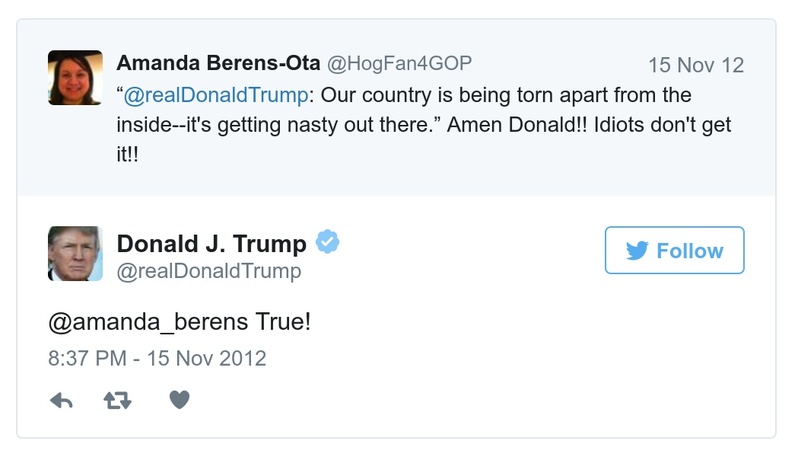 Amanda Berens-Ota @HogFan4GOP 15 Nov 12
“@realDonaldTrump: Our country is being torn apart from the
inside--it's getting nasty out there.” Amen Donald!! Idiots don't get
it!!
Donald J. Trump
@realDonaldTrump
Follow
@amanda_berens True!
8:37 PM - 15 Nov 2012